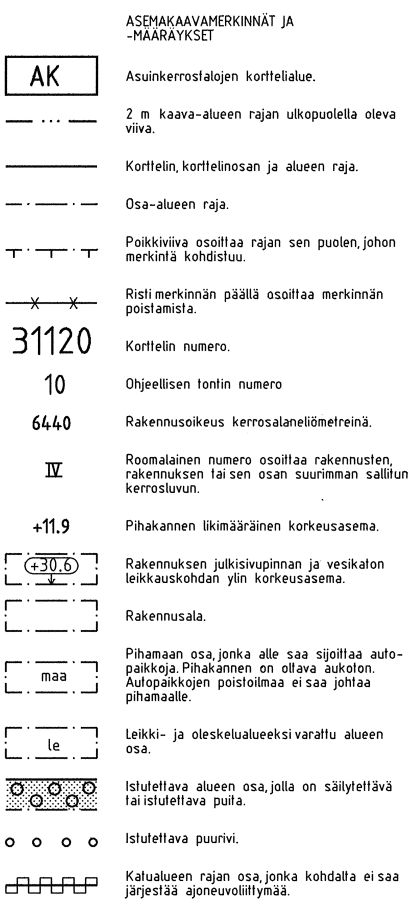 ASEMAKAAVAMERKINNÄT JA
-MÄÄRÄYKSET
AK
Asuinkerrostalojen korttelialue.
2 m kaava-alueen rajan ulkopuolella oleva
viiva.
Korttelin, korttelinosan ja alueen raja.
Osa-alueen raja.
Poikkiviiva osoittaa rajan sen puolen, johon
merkintä kohdistuu.
Risti merkinnän päällä osoittaa merkinnän
poistamista.
31120
Korttelin numero.
10
Ohjeellisen tontin numero
6440
Rakennusoikeus kerrosalaneliömetreinä.
IV
Roomalainen numero osoittaa rakennusten,
rakennuksen tai sen osan suurimman sallitun
kerrosluvun.
+11.9
Pihakannen likimääräinen korkeusasema.
+30.6
Rakennuksen julkisivupinnan ja vesikaton
leikkauskohdan ylin korkeusasema.
Rakennusala.
maa
Pihamaan osa, jonka alle saa sijoittaa auto-
paikkoja. Pihakannen on oltava aukoton.
Autopaikkojen poistoilmaa ei saa johtaa
pihamaalle.
le
Leikki- ja oleskelualueeksi varattu alueen
osa.
Istutettava alueen osa, jolla on säilytettävä
tai istutettava puita.
Istutettava puurivi.
Katualueen rajan osa, jonka kohdalta ei saa
järjestää ajoneuvoliittymää.